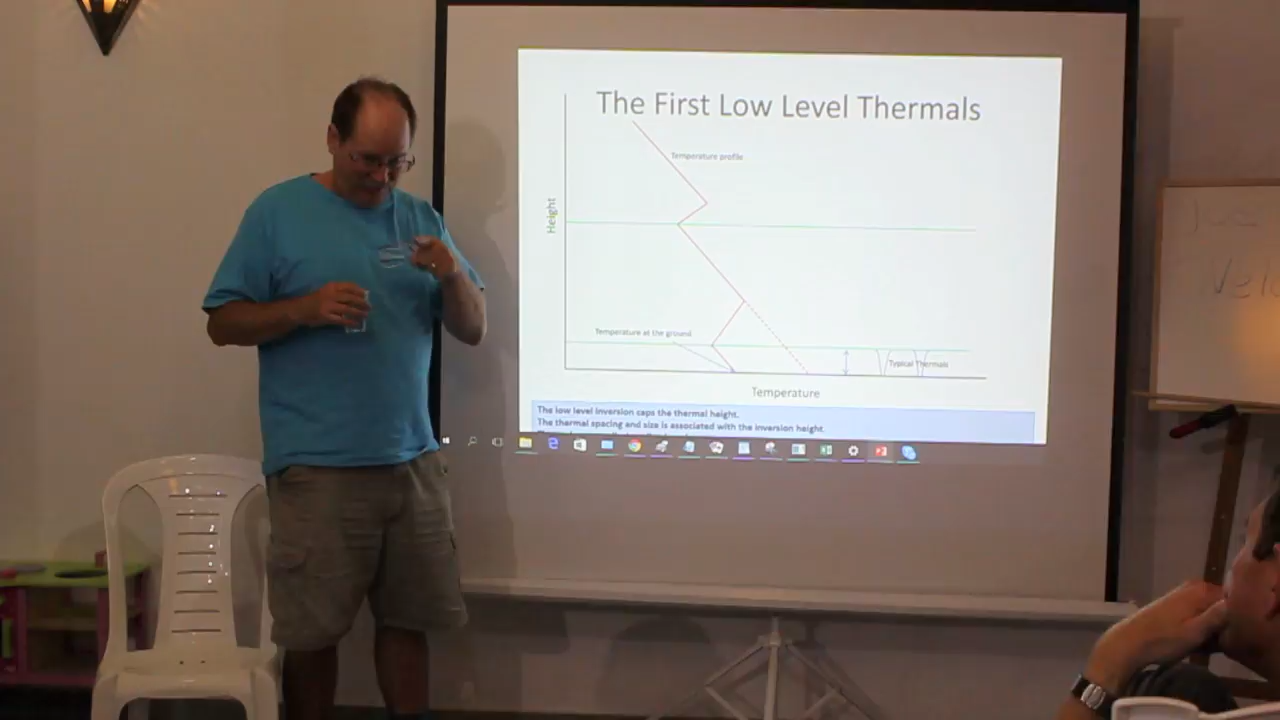 The First Low Level Thermals
Temperature profile
Height
Temperature at the ground
Typical Thermals
Temperature
The low level inversion caps the thermal height.
The thermal spacing and size is associated with the inversion height.